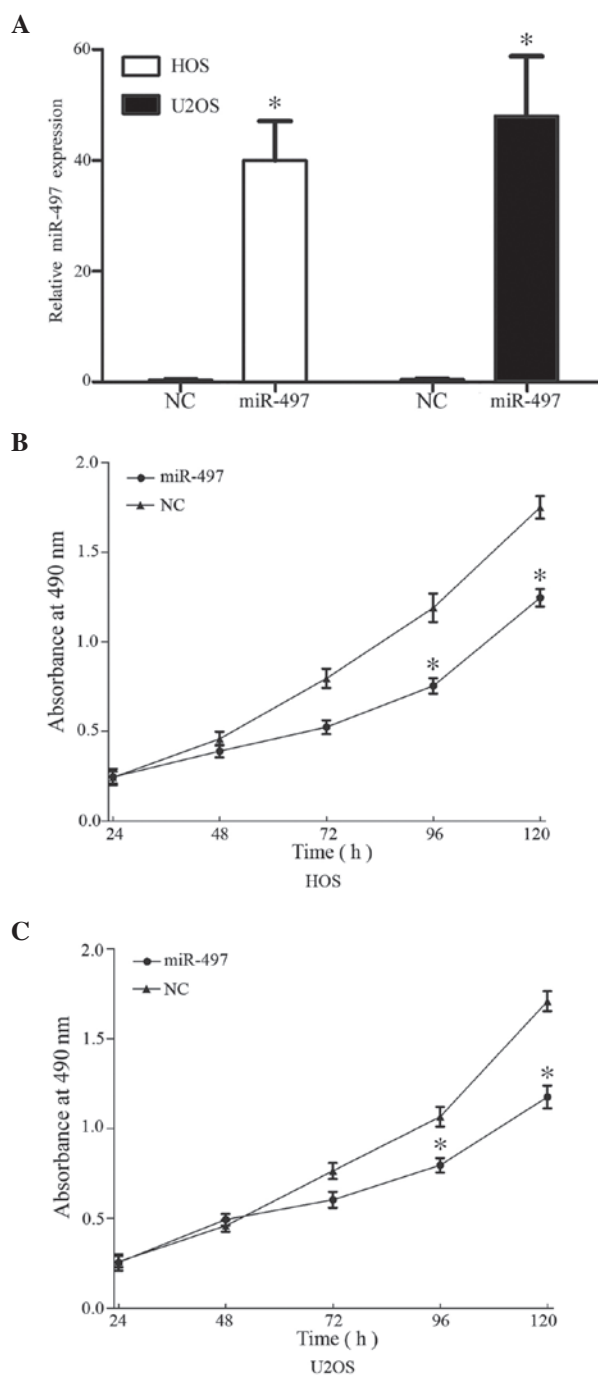 A
60
*
*
HOS
U2OS
40
Relative miR-497 expression
20
0
NC
miR-497
NC
miR-497
B
2.0
miR-497
NC
1.5
*
Absorbance at 490 nm
1.0
*
0.5
0.0
24
48
72
96
120
Time ( h )
HOS
C
2.0
miR-497
NC
1.5
*
Absorbance at 490 nm
1.0
*
0.5
0.0
24
48
72
96
120
Time ( h )
U2OS